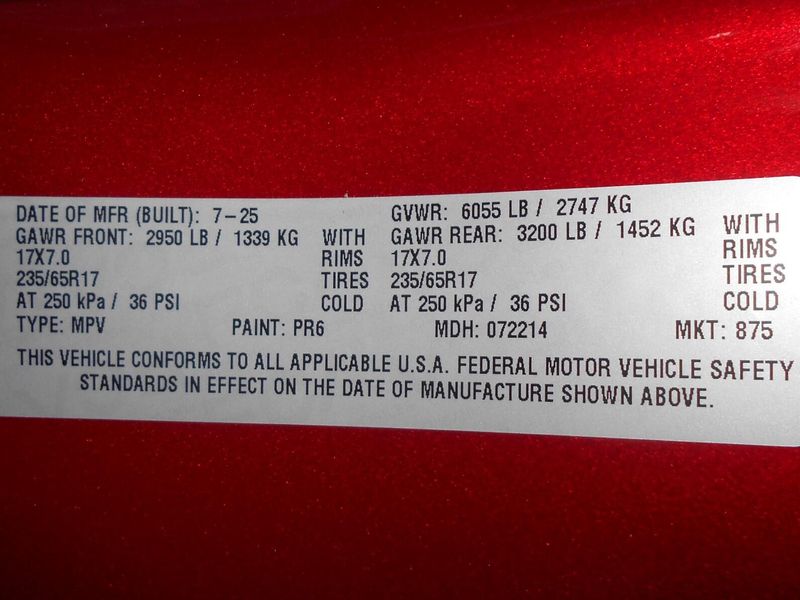 DATE OF MFR (BUILT): 7-25 GVWR: 6055 LB / 2747 KG
GAWR FRONT: 2950 LB / 1339 KG WITH GAWR REAR: 3200 LB / 1452 KG WITH
17X7.0 RIMS 17X7.0 RIMS
235/65R17 TIRES 235/65R17 TIRES
AT 250 kPa / 36 PSI COLD AT 250 kPa / 36 PSI COLD
TYPE: MPV PAINT: PR6 MDH: 072214 MKT: 875
THIS VEHICLE CONFORMS TO ALL APPLICABLE U.S.A. FEDERAL MOTOR VEHICLE SAFETY
STANDARDS IN EFFECT ON THE DATE OF MANUFACTURE SHOWN ABOVE.